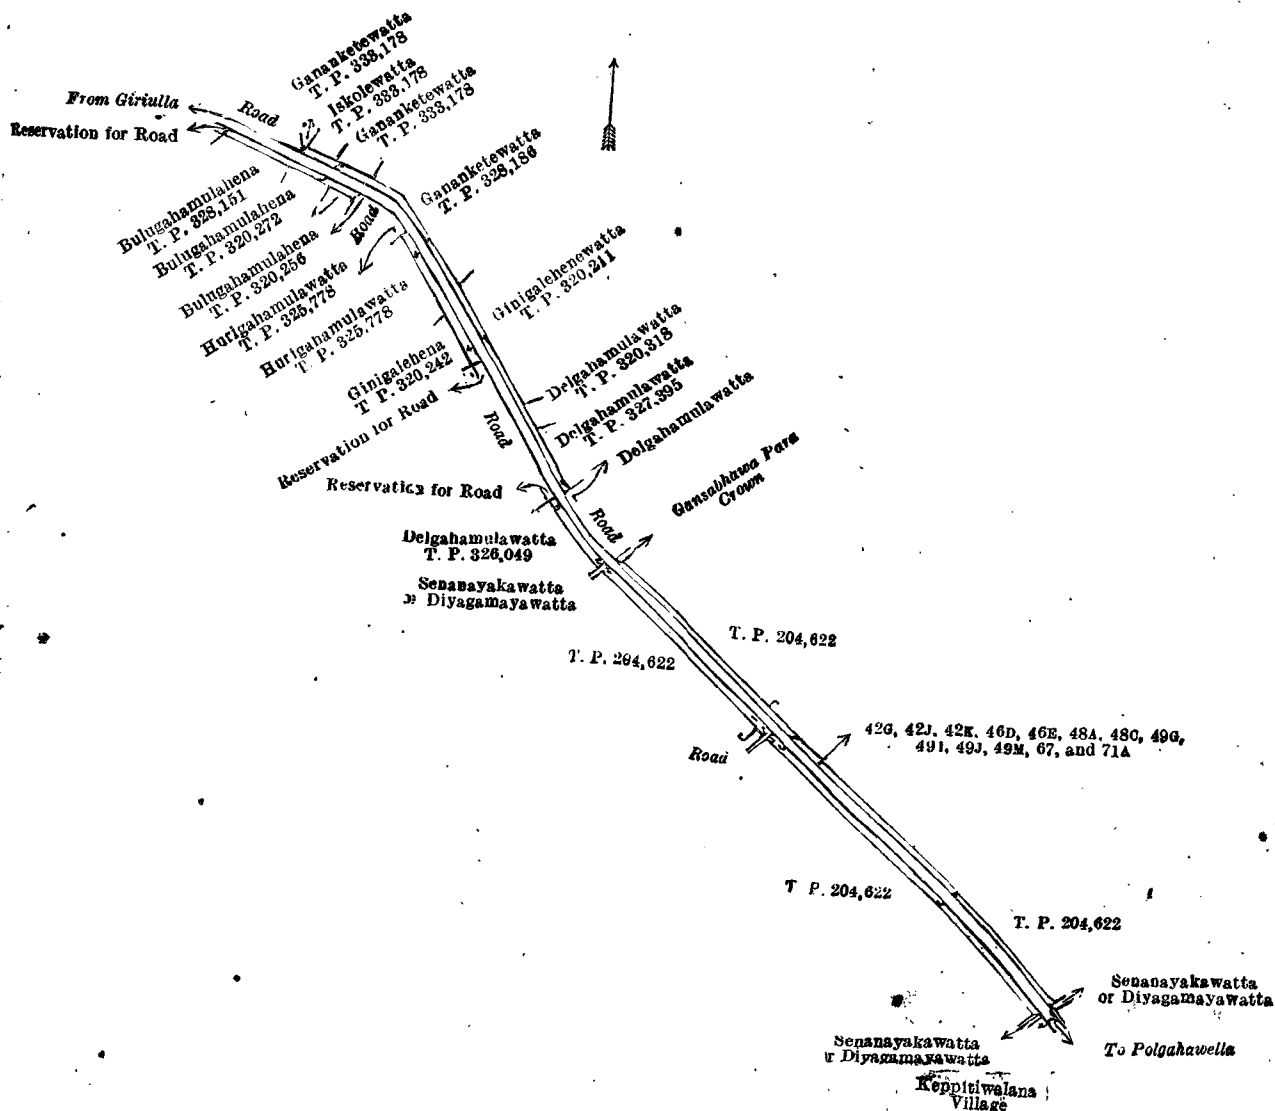 Gananketewatta
T. P. 333,178
Iskolewatta
T. P. 333,178
Gananketewatta
T. P. 333,178
From Giriulla
Road
Reservation for Road
Gananketewatta
T. P. 328,186
Bulugahamulahena
T. P. 328,151
Bulugahamulahena
T. P. 320,272
Bulugahamulahena
T. P. 320,256
Road
Hurigahamulawatta
T. P. 325,778
Hurigahamulawatta
T. P. 325,778
Ginigalehenewatta
T. P. 320,241
Ginigalehena
T P. 320,242
Reservation for Road
Delgahamulawatta
T. P. 320,318
Delgahamulawatta
T. P. 327,395
Delgahamulawatta
Road
Reservation for Road
Gansabhawa Para
Crown
Road
Delgahamulawatta
T. P. 326,049
Senanayakawatta
or Diyagamayawatta
T. P. 204,622
T. P. 204,622
42G, 42J, 42K, 46D, 46E, 48A, 48C, 49G,
49I, 49J, 49M, 67, and 71A
Road
T P. 204,622
T. P. 204,622
Senanayakawatta
or Diyagamayawatta
Senanayakawatta
r Diyagamayawatta
To Polgahawella
Keppitiwalana
Village